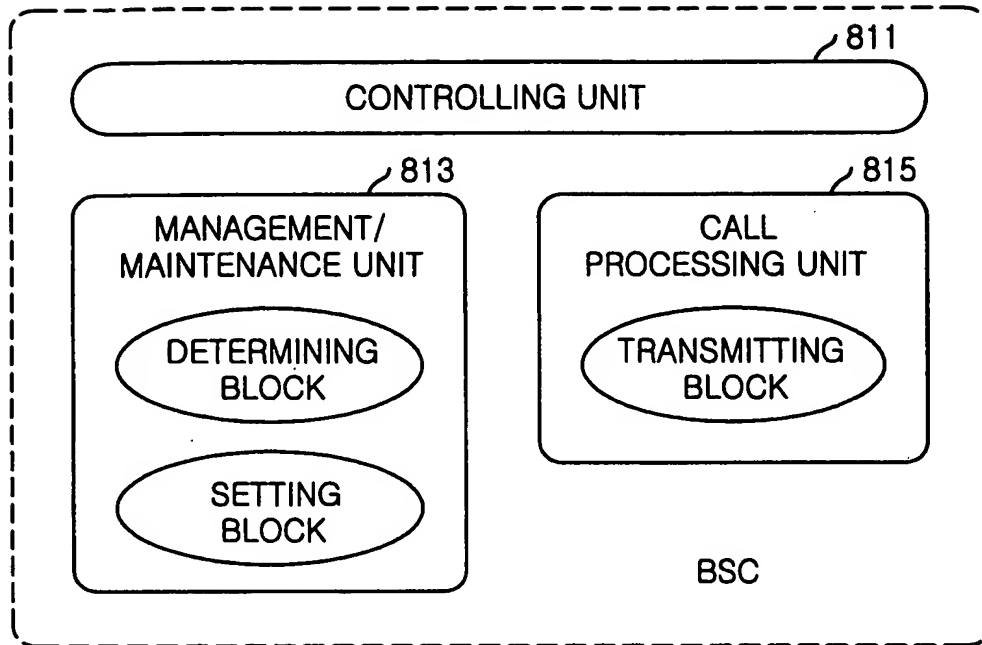 811
CONTROLLING UNIT
813
MANAGEMENT/
MAINTENANCE UNIT
DETERMINING
BLOCK
SETTING
BLOCK
815
CALL
PROCESSING UNIT
TRANSMITTING
BLOCK
BSC